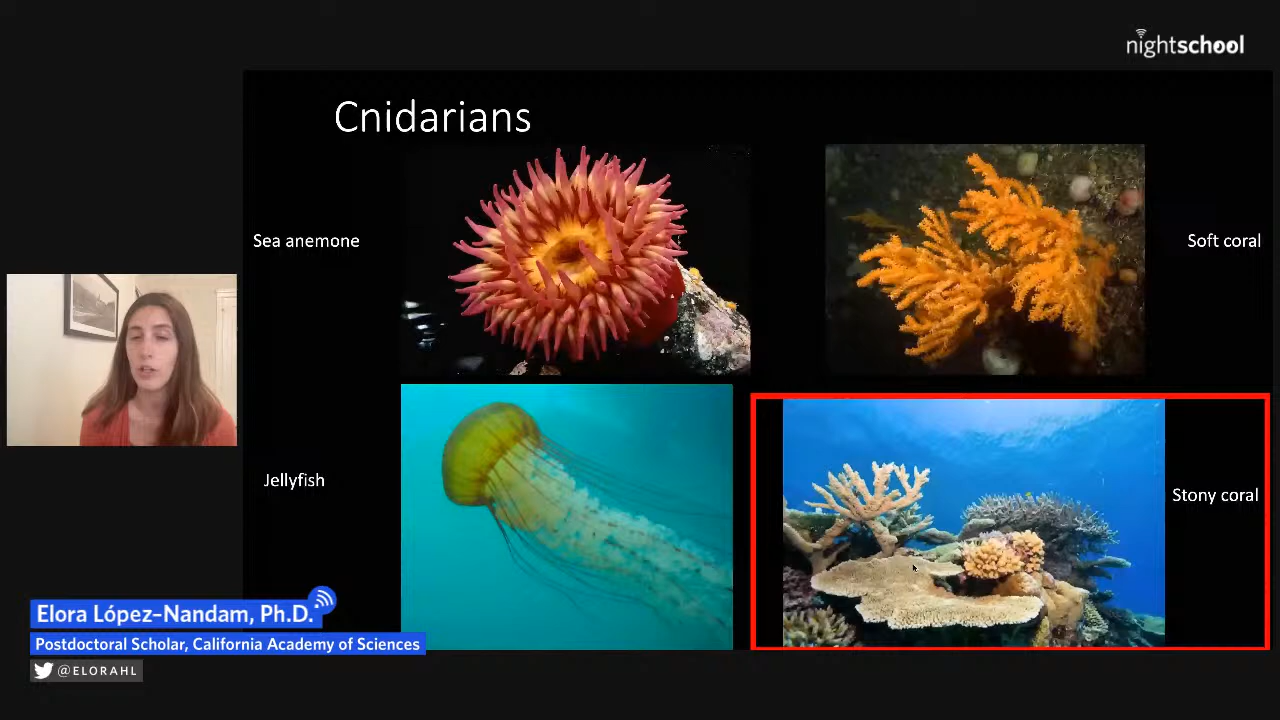 nightschool
Cnidarians
Sea anemone
Soft coral
Jellyfish
Stony coral
Elora López-Nandam, Ph.D.
Postdoctoral Scholar, California Academy of Sciences
@ELORAHL